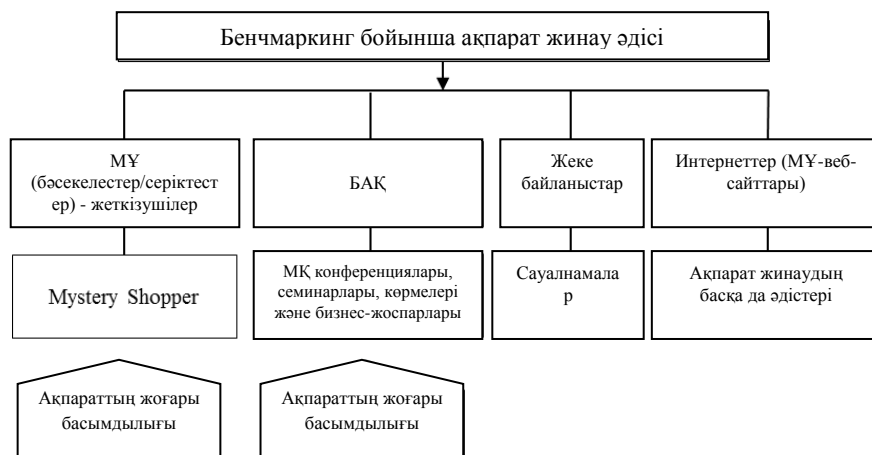 Бенчмаркинг бойынша ақпарат жинау әдісі
МҰ
(бәсекелестер/серіктест
ер) - жеткізушілер
БАҚ
Жеке
байланыстар
Интернеттер (МҰ-веб-
сайттары)
Mystery Shopper
МҚ конференциялары,
семинарлары, көрмелері
және бизнес-жоспарлары
Сауалнамала
р
Ақпарат жинаудың
басқа да әдістері
Ақпараттың жоғары
басымдылығы
Ақпараттың жоғары
басымдылығы